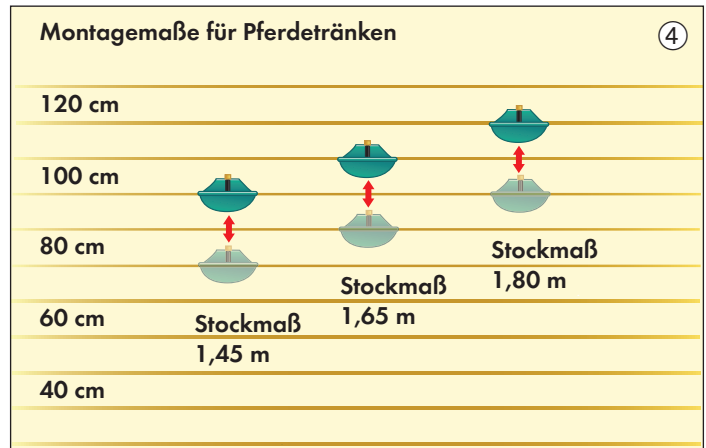 Montagemaße für Pferdetränken
④
120 cm
100 cm
80 cm
Stockmaß
1,80 m
Stockmaß
1,65 m
60 cm
Stockmaß
1,45 m
40 cm